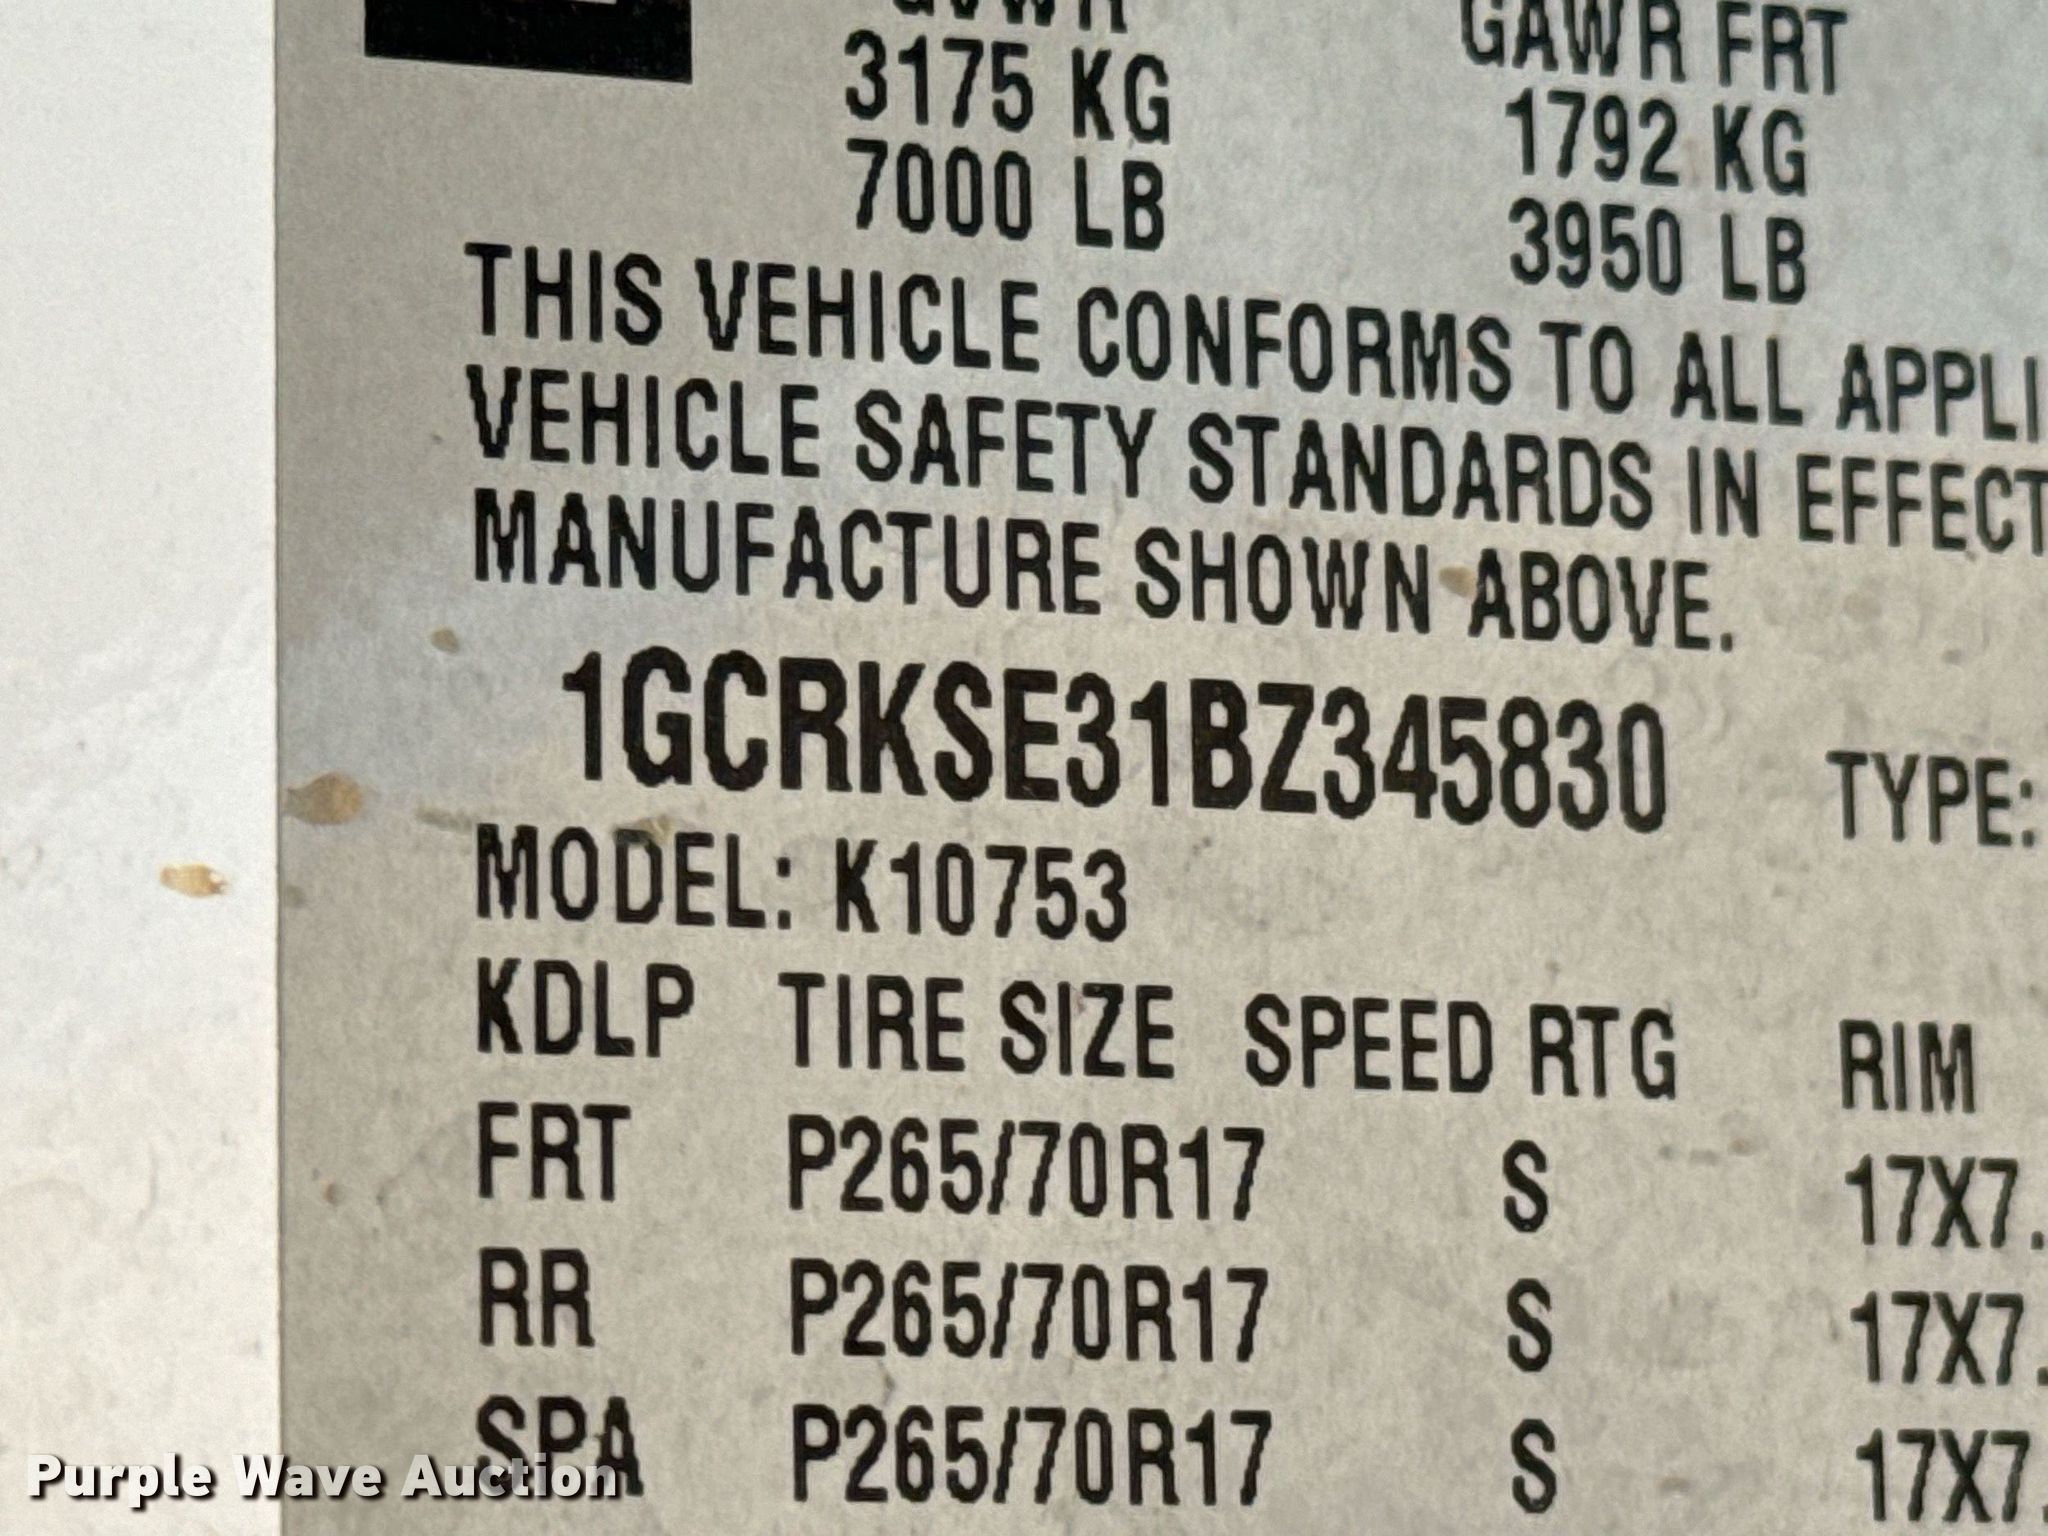 GVWR GAWR FRT
3175 KG 1792 KG
7000 LB 3950 LB
THIS VEHICLE CONFORMS TO ALL APPLI
VEHICLE SAFETY STANDARDS IN EFFECT
MANUFACTURE SHOWN ABOVE.
1GCRKSE31BZ345830 TYPE:
MODEL: K10753
KDLP TIRE SIZE SPEED RTG RIM
FRT P265/70R17 S 17X7.
RR P265/70R17 S 17X7.
SPA P265/70R17 S 17X7.
Purple Wave Auction